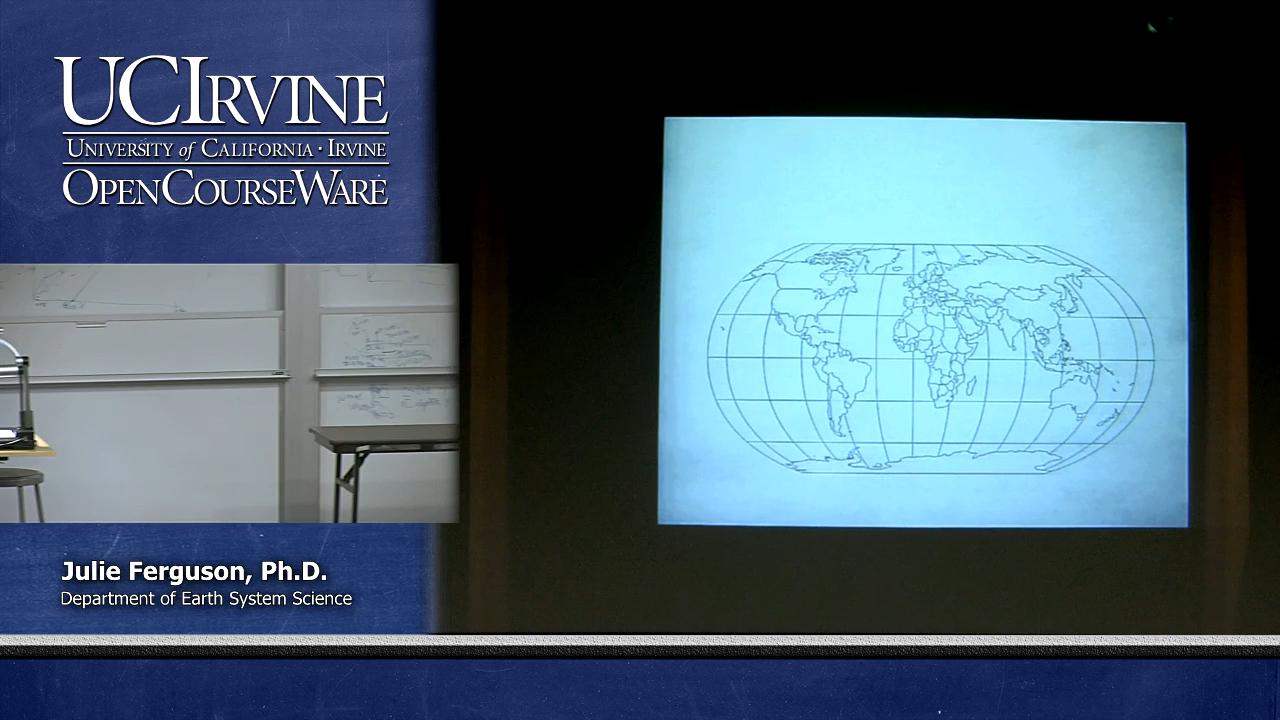 UCIRVINE
UNIVERSITY of CALIFORNIA · IRVINE
OPENCOURSEWARE
Julie Ferguson, Ph.D.
Department of Earth System Science